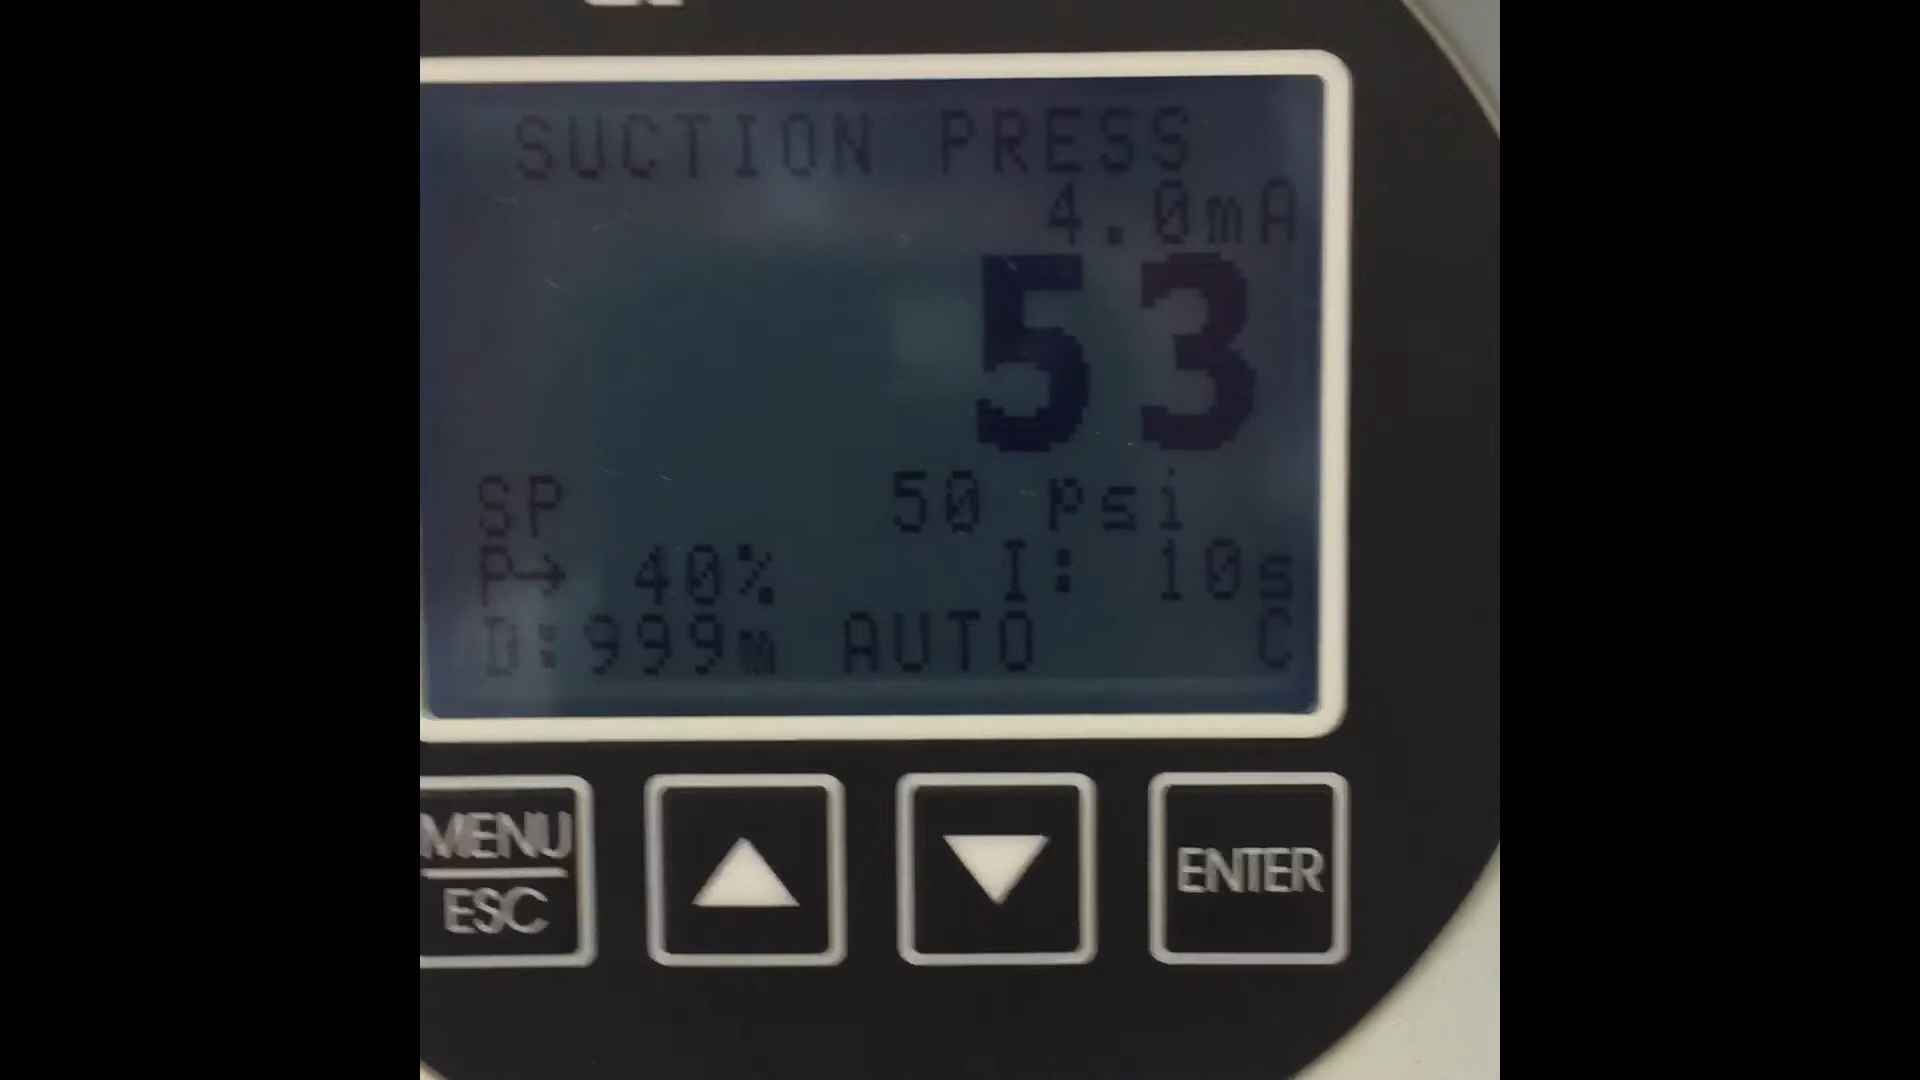 SUCTION PRESS
4.0mA
53
SP 50 psi
P→ 40% I: 10s
D:999m AUTO C
MENU
ESC
ENTER